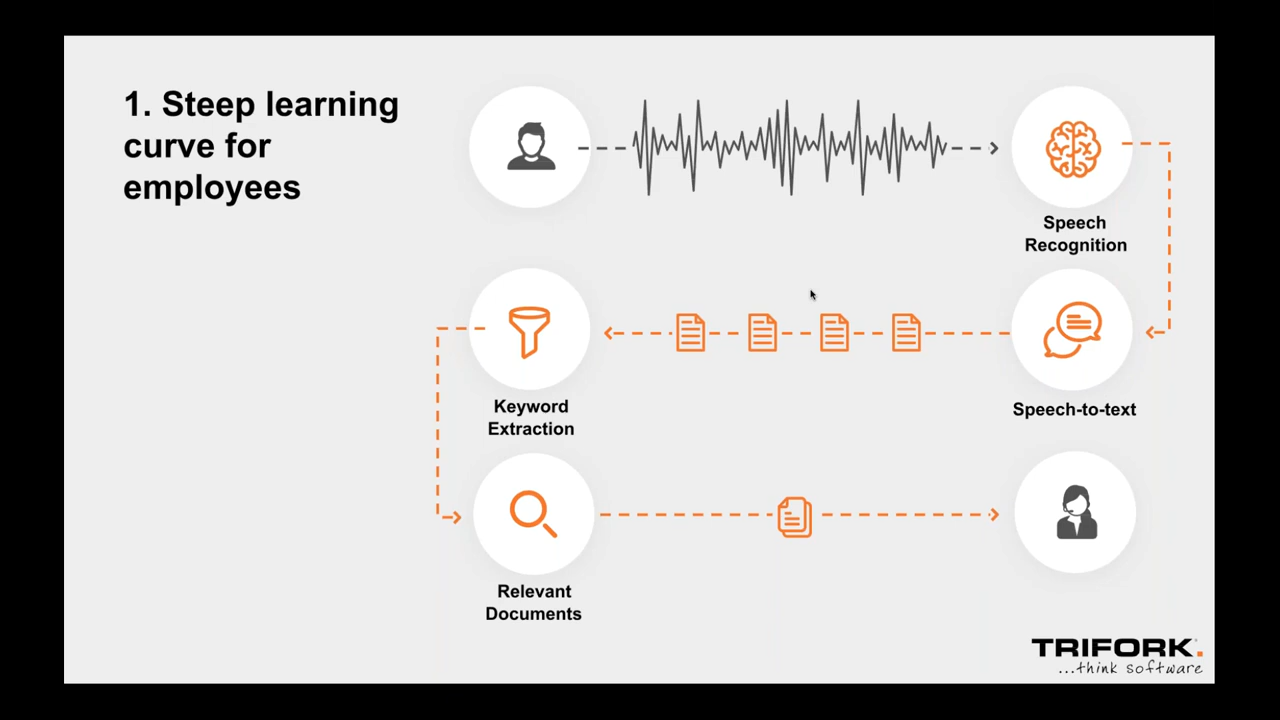 1. Steep learning
curve for
employees
Speech
Recognition
Keyword
Extraction
Speech-to-text
Relevant
Documents
TRIFORK.
...think software